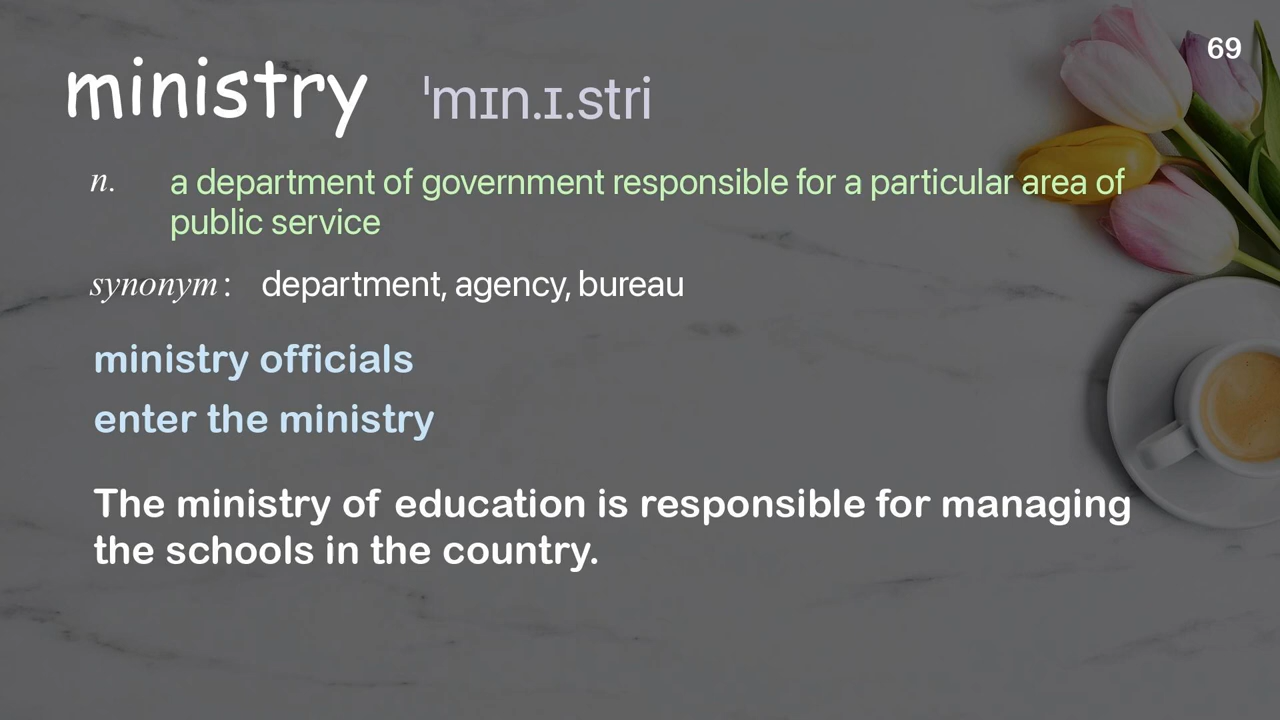 69
ministry ˈmɪn.ɪ.stri
n. a department of government responsible for a particular area of
public service
synonym: department, agency, bureau
ministry officials
enter the ministry
The ministry of education is responsible for managing
the schools in the country.